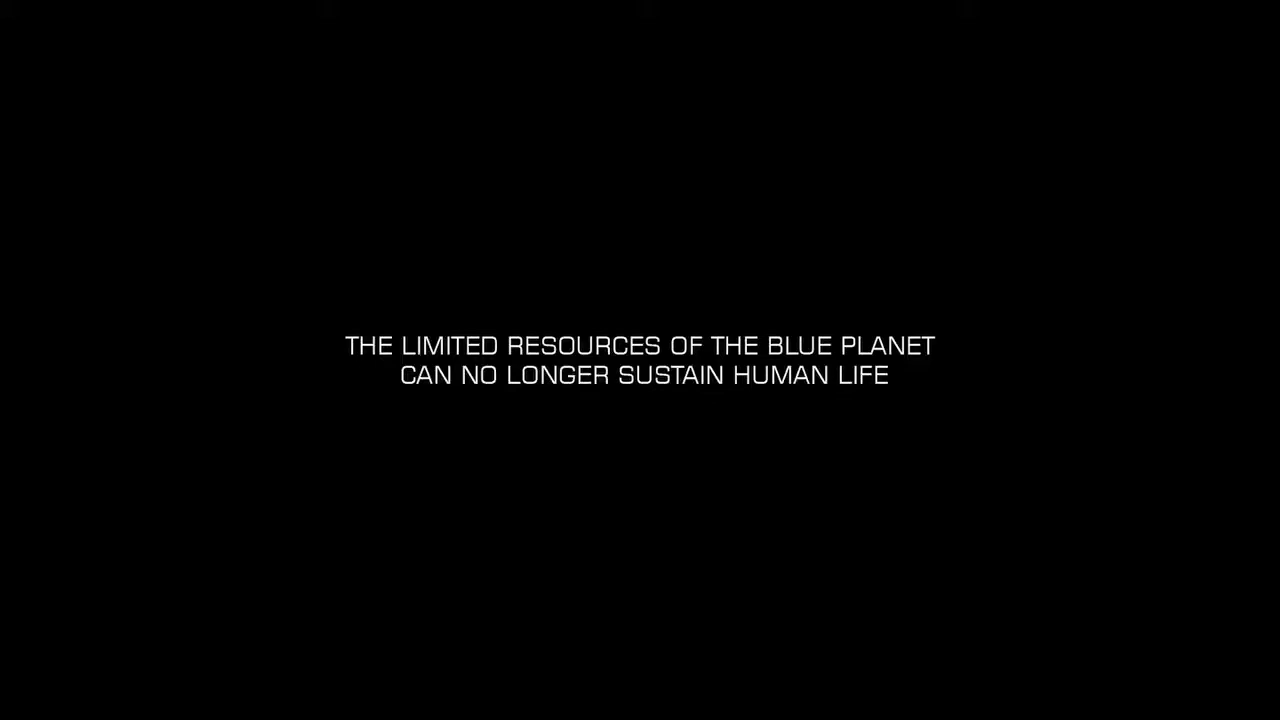 THE LIMITED RESOURCES OF THE BLUE PLANET
CAN NO LONGER SUSTAIN HUMAN LIFE